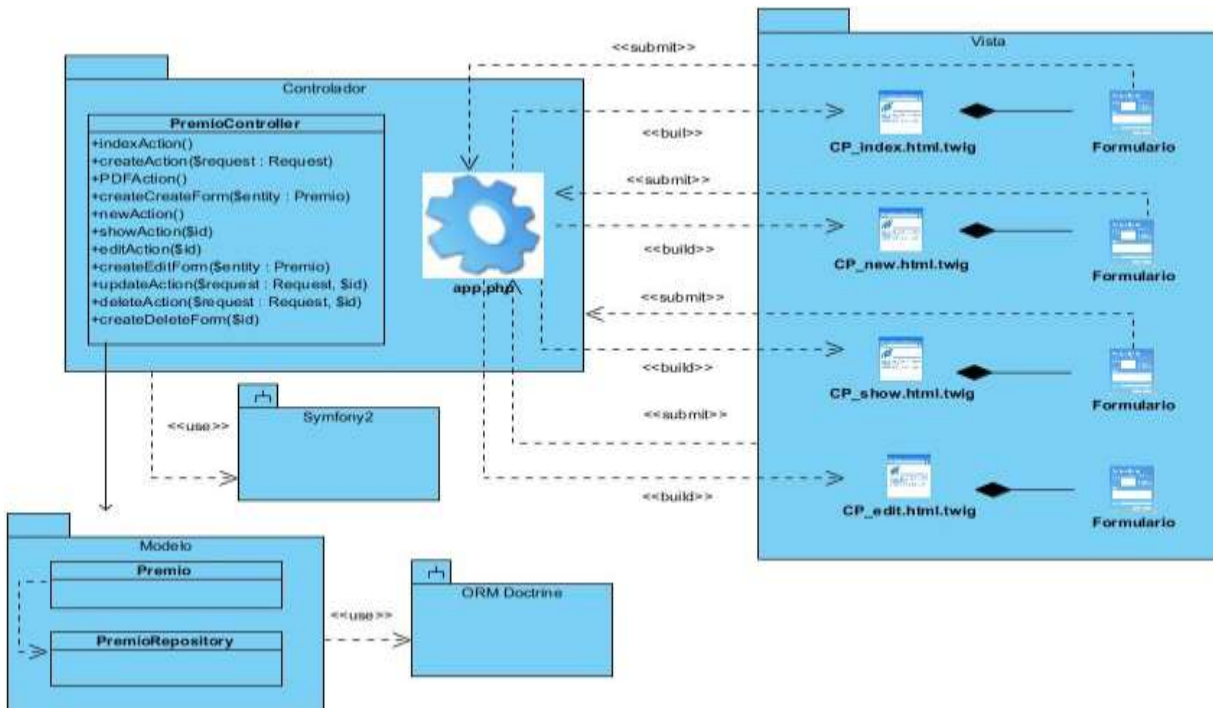 Controlador
PremioController
+indexAction()
+createAction($request : Request)
+PDFAction()
+createCreateForm($entity : Premio)
+newAction()
+showAction($id)
+editAction($id)
+createEditForm($entity : Premio)
+updateAction($request : Request, $id)
+deleteAction($request : Request, $id)
+createDeleteForm($id)
app.php
<<submit>>
<<buil>>
<<submit>>
<<build>>
<<submit>>
<<build>>
<<submit>>
<<build>>
Vista
CP_index.html.twig
Formulario
CP_new.html.twig
Formulario
CP_show.html.twig
Formulario
CP_edit.html.twig
Formulario
<<use>>
Symfony2
Modelo
Premio
PremioRepository
<<use>>
ORM Doctrine